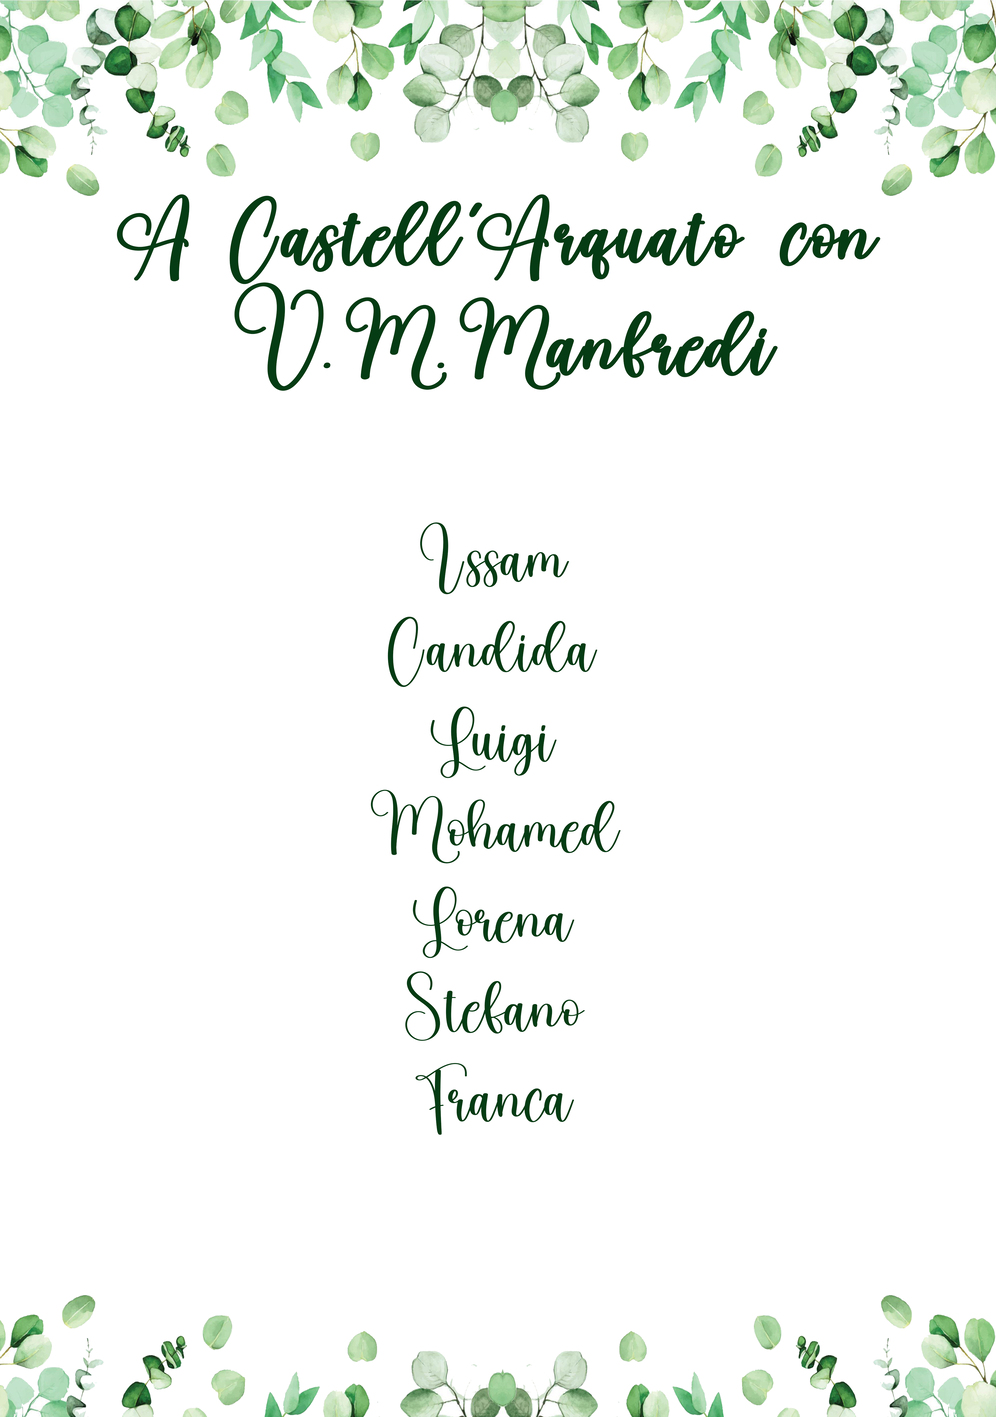 A Castell'Arquato con
V. M. Manfredi
Issam
Candida
Luigi
Mohamed
Lorena
Stefano
Franca